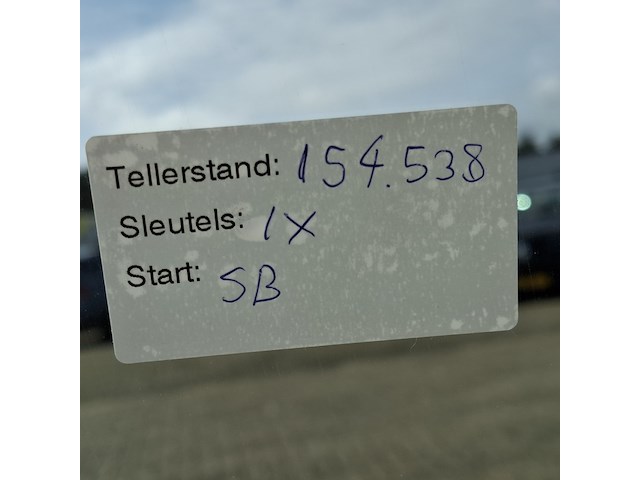 Tellerstand: 154.538
Sleutels: 1x
Start: SB